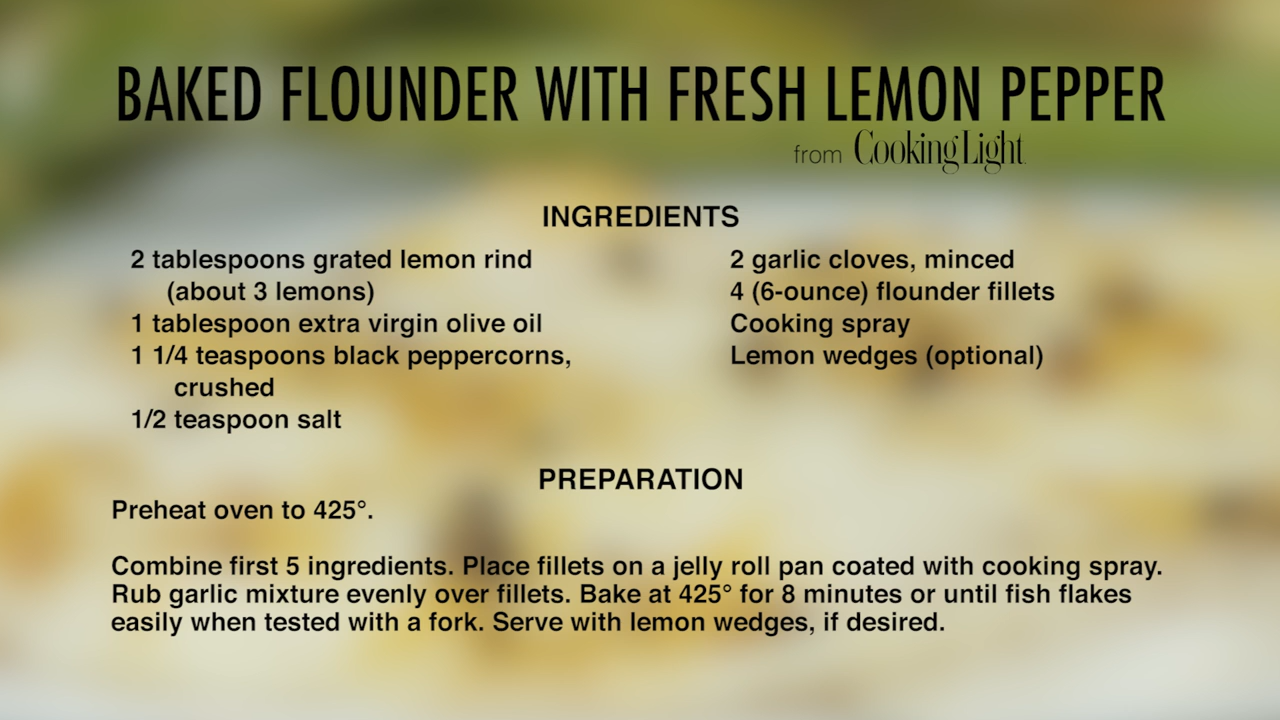 BAKED FLOUNDER WITH FRESH LEMON PEPPER
from CookingLight
INGREDIENTS
2 tablespoons grated lemon rind
(about 3 lemons)
1 tablespoon extra virgin olive oil
1 1/4 teaspoons black peppercorns,
crushed
1/2 teaspoon salt
2 garlic cloves, minced
4 (6-ounce) flounder fillets
Cooking spray
Lemon wedges (optional)
PREPARATION
Preheat oven to 425°.
Combine first 5 ingredients. Place fillets on a jelly roll pan coated with cooking spray.
Rub garlic mixture evenly over fillets. Bake at 425° for 8 minutes or until fish flakes
easily when tested with a fork. Serve with lemon wedges, if desired.